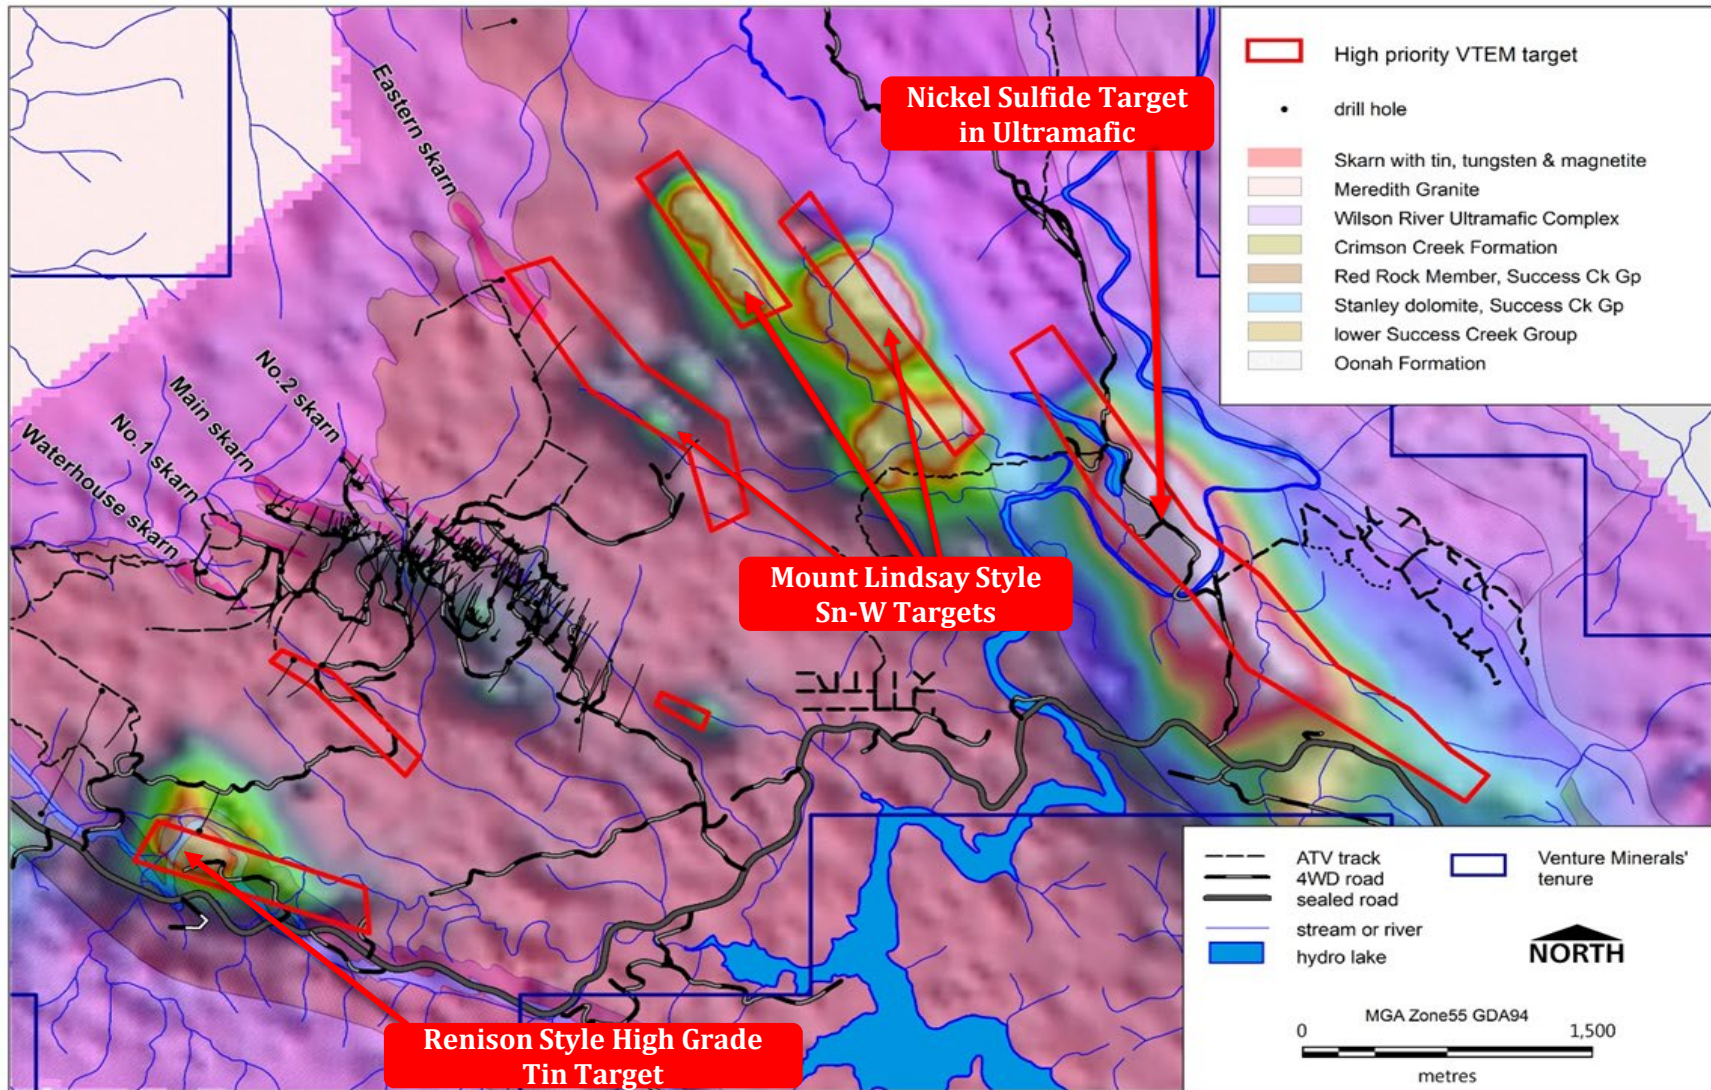 Nickel Sulfide Target
in Ultramafic
High priority VTEM target
drill hole
Skarn with tin, tungsten & magnetite
Meredith Granite
Wilson River Ultramafic Complex
Crimson Creek Formation
Red Rock Member, Success Ck Gp
Stanley dolomite, Success Ck Gp
lower Success Creek Group
Oonah Formation
Eastern skarn
No.2 skarn
Main skarn
No.1 skarn
Waterhouse skarn
Mount Lindsay Style
Sn-W Targets
Renison Style High Grade
Tin Target
ATV track
4WD road
sealed road
stream or river
hydro lake
Venture Minerals'
tenure
NORTH
MGA Zone55 GDA94
0 1,500
metres